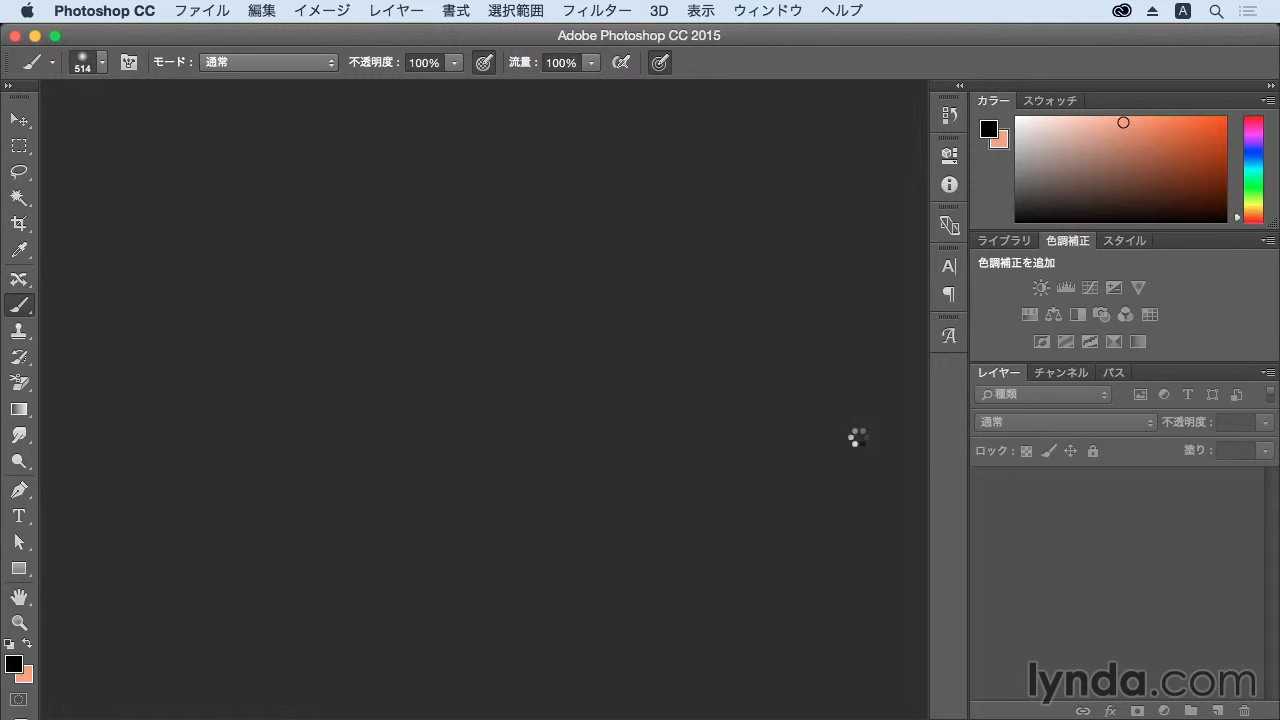 Photoshop CC ファイル 編集 イメージ レイヤー 書式 選択範囲 フィルター 3D 表示 ウィンドウ ヘルプ A
Adobe Photoshop CC 2015
514 モード： 通常 不透明度： 100% 流量： 100%
カラー スウォッチ
ライブラリ 色調補正 スタイル
色調補正を追加
レイヤー チャンネル パス
種類
通常 不透明度：
ロック： 塗り：
lynda.com